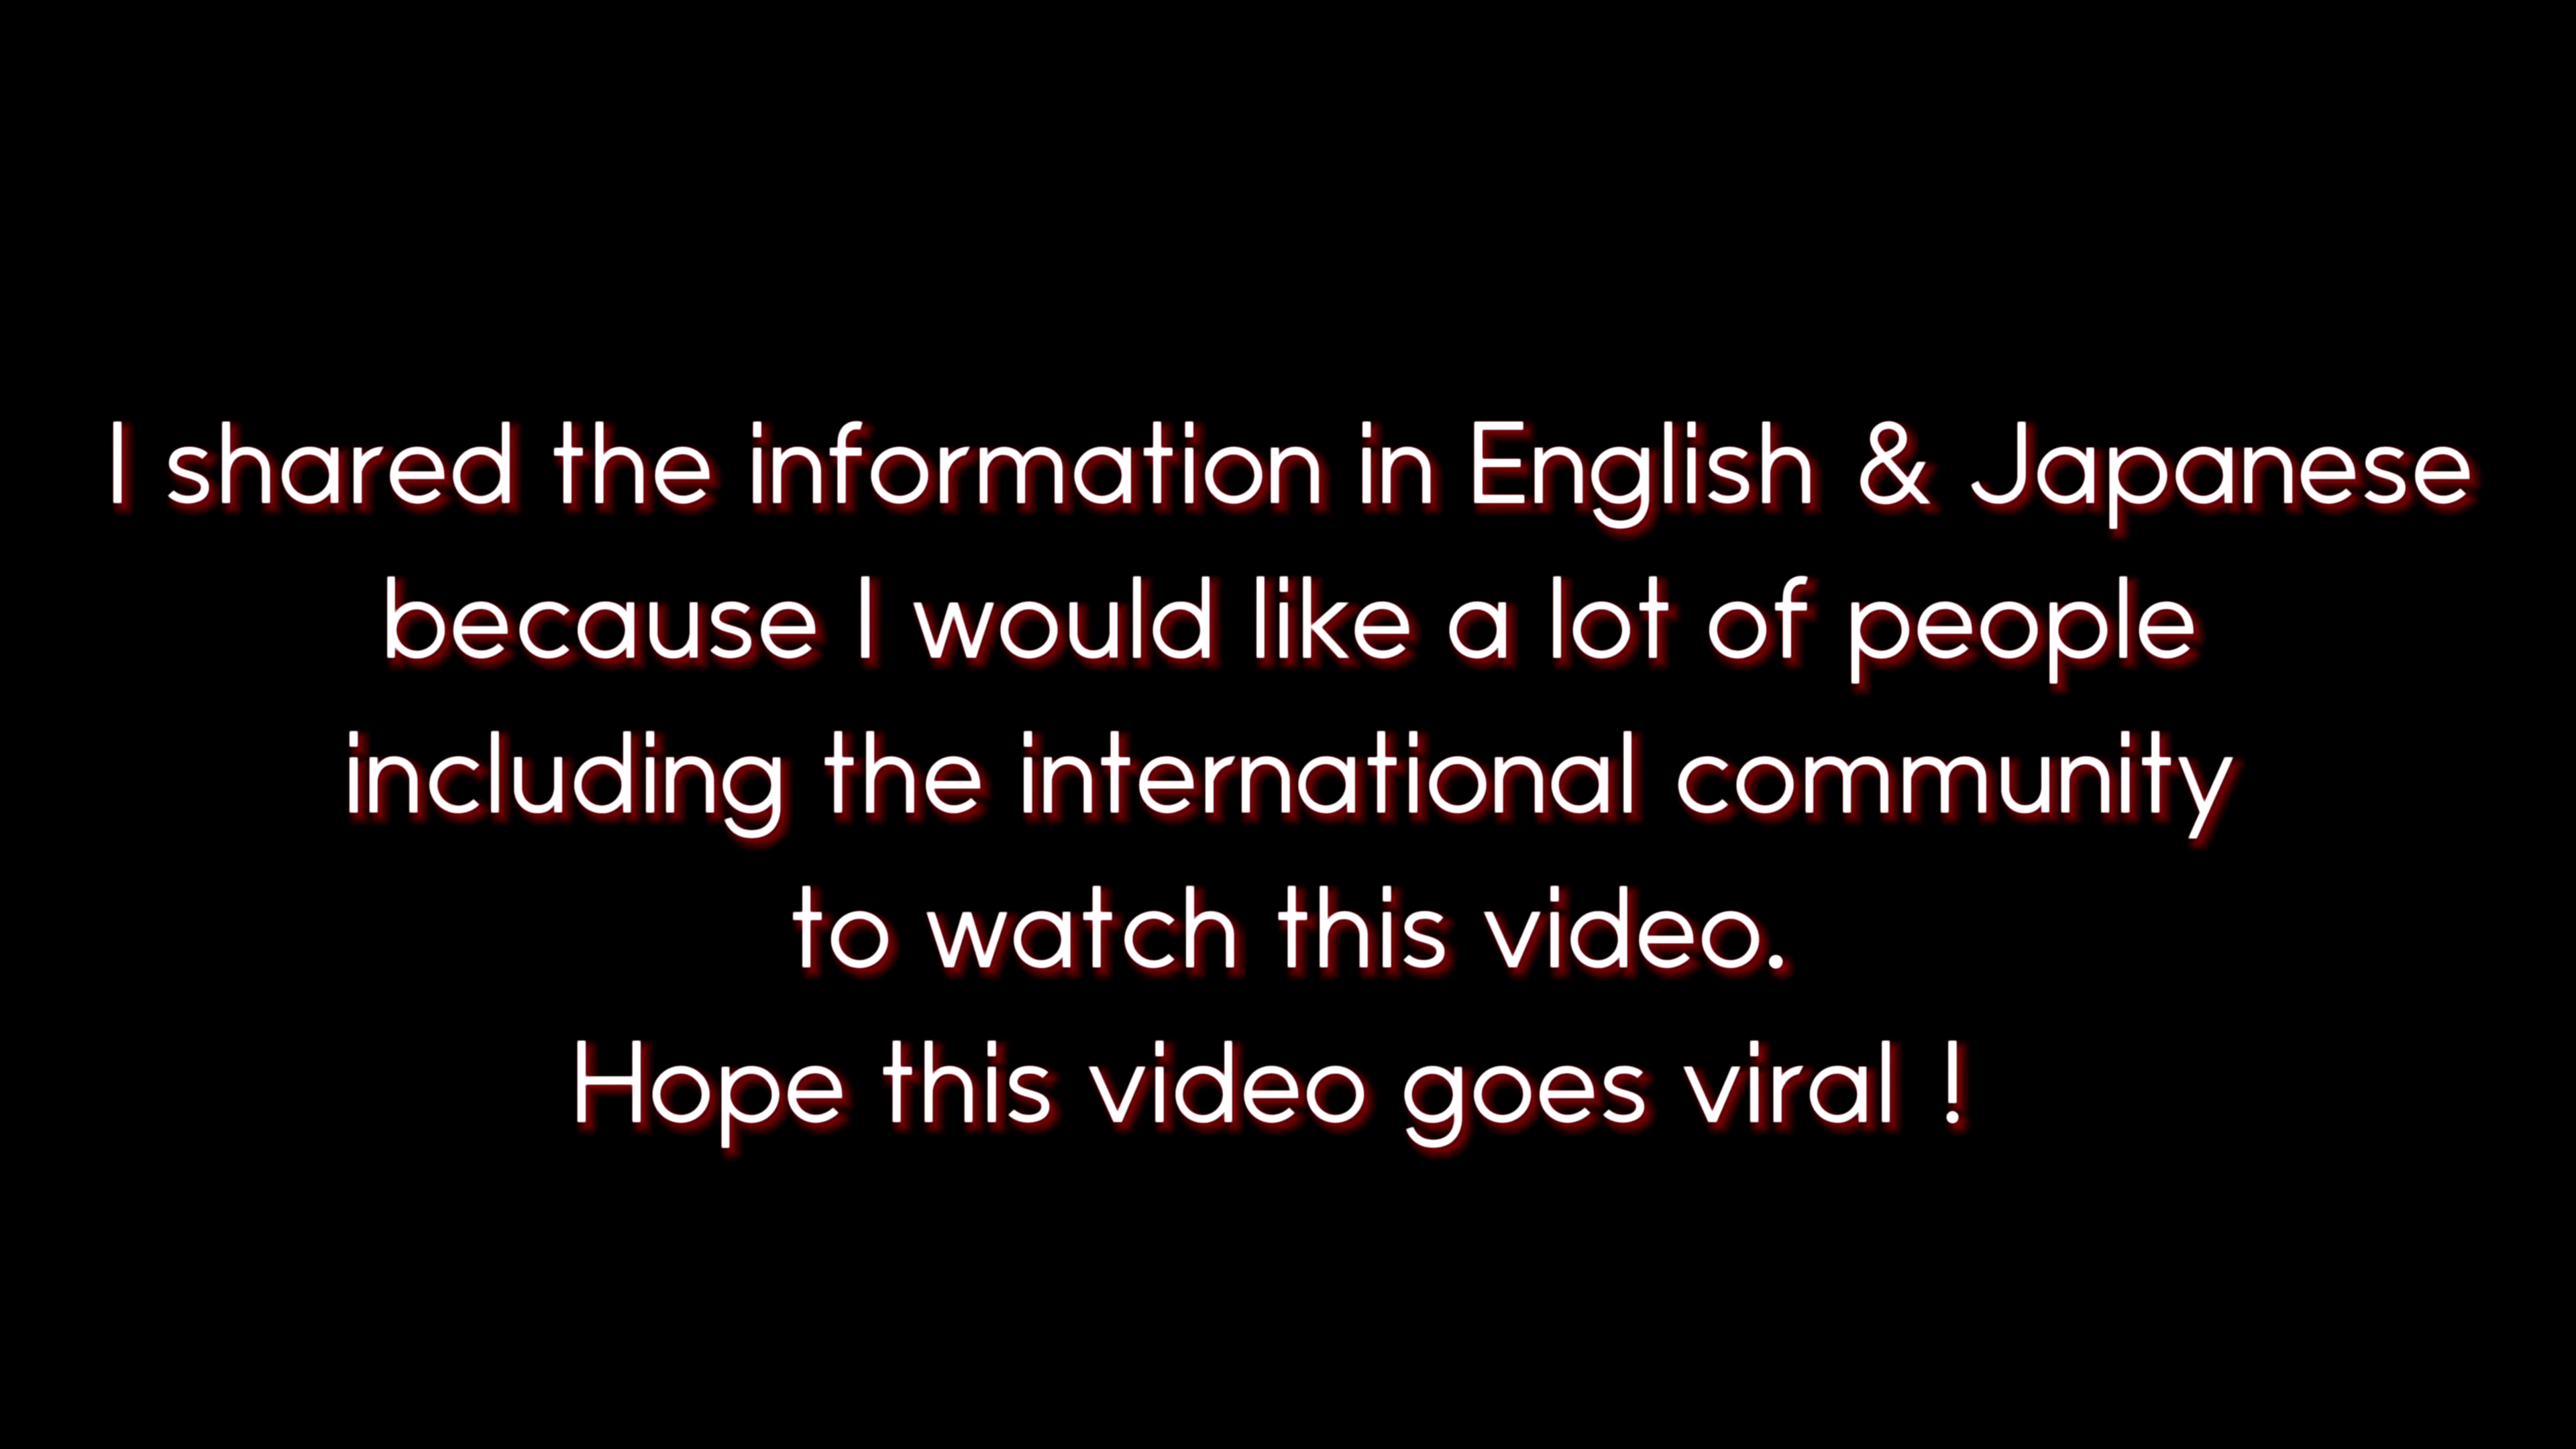 I shared the information in English & Japanese
because I would like a lot of people
including the international community
to watch this video.
Hope this video goes viral !